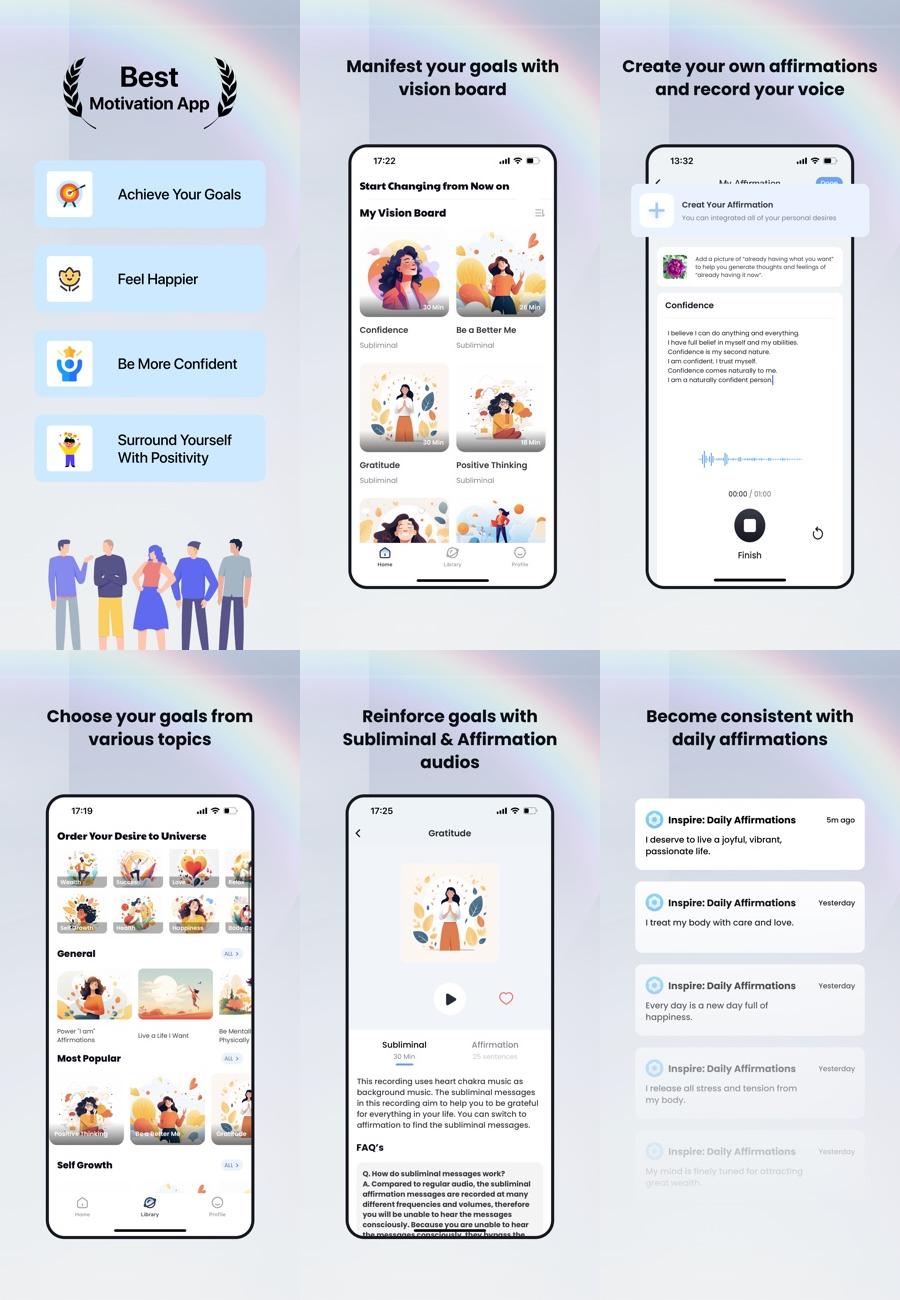 Best
Motivation App
Achieve Your Goals
Feel Happier
Be More Confident
Surround Yourself
With Positivity
Manifest your goals with
vision board
17:22
Start Changing from Now on
My Vision Board
30 Min
26 Min
Confidence
Be a Better Me
Subliminal
Subliminal
30 Min
18 Min
Gratitude
Positive Thinking
Subliminal
Subliminal
Home
Library
Profile
Create your own affirmations
and record your voice
13:32
My Affirmation
Done
Creat Your Affirmation
You can integrated all of your personal desires
Add a picture of "already having what you want"
to help you generate thoughts and feelings of
"already having it now".
Confidence
I believe I can do anything and everything.
I have full belief in myself and my abilities.
Confidence is my second nature.
I am confident. I trust myself.
Confidence comes naturally to me.
I am a naturally confident person.
00:00 / 01:00
Finish
Choose your goals from
various topics
17:19
Order Your Desire to Universe
Wealth
Success
Love
Relax
Self Growth
Health
Happiness
Body Co
General
ALL >
Power "I am"
Affirmations
Live a Life I Want
Be Mentall
Physically
Most Popular
ALL >
Positive Thinking
Be a Better Me
Gratitude
Self Growth
ALL >
Home
Library
Profile
Reinforce goals with
Subliminal & Affirmation
audios
17:25
Gratitude
Subliminal
Affirmation
30 Min
25 sentences
This recording uses heart chakra music as
background music. The subliminal messages
in this recording aim to help you to be grateful
for everything in your life. You can switch to
affirmation to find the subliminal messages.
FAQ's
Q. How do subliminal messages work?
A. Compared to regular audio, the subliminal
affirmation messages are recorded at many
different frequencies and volumes, therefore
you will be unable to hear the messages
consciously. Because you are unable to hear
the messages consciously, they bypass the
Become consistent with
daily affirmations
Inspire: Daily Affirmations
5m ago
I deserve to live a joyful, vibrant,
passionate life.
Inspire: Daily Affirmations
Yesterday
I treat my body with care and love.
Inspire: Daily Affirmations
Yesterday
Every day is a new day full of
happiness.
Inspire: Daily Affirmations
Yesterday
I release all stress and tension from
my body.
Inspire: Daily Affirmations
Yesterday
My mind is finely tuned for attracting
great wealth.